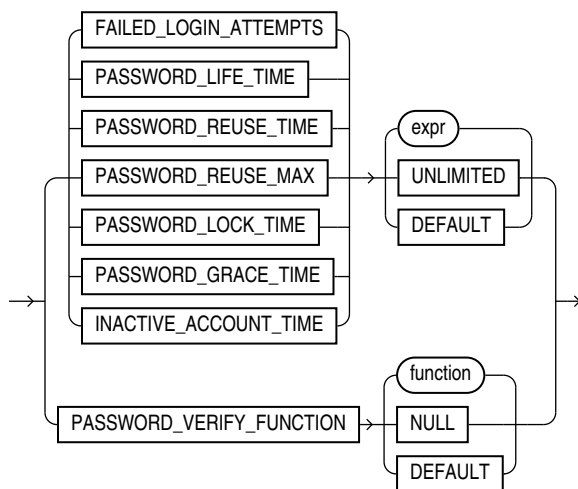 FAILED_LOGIN_ATTEMPTS
PASSWORD_LIFE_TIME
PASSWORD_REUSE_TIME
PASSWORD_REUSE_MAX
PASSWORD_LOCK_TIME
PASSWORD_GRACE_TIME
INACTIVE_ACCOUNT_TIME
expr
UNLIMITED
DEFAULT
PASSWORD_VERIFY_FUNCTION
function
NULL
DEFAULT